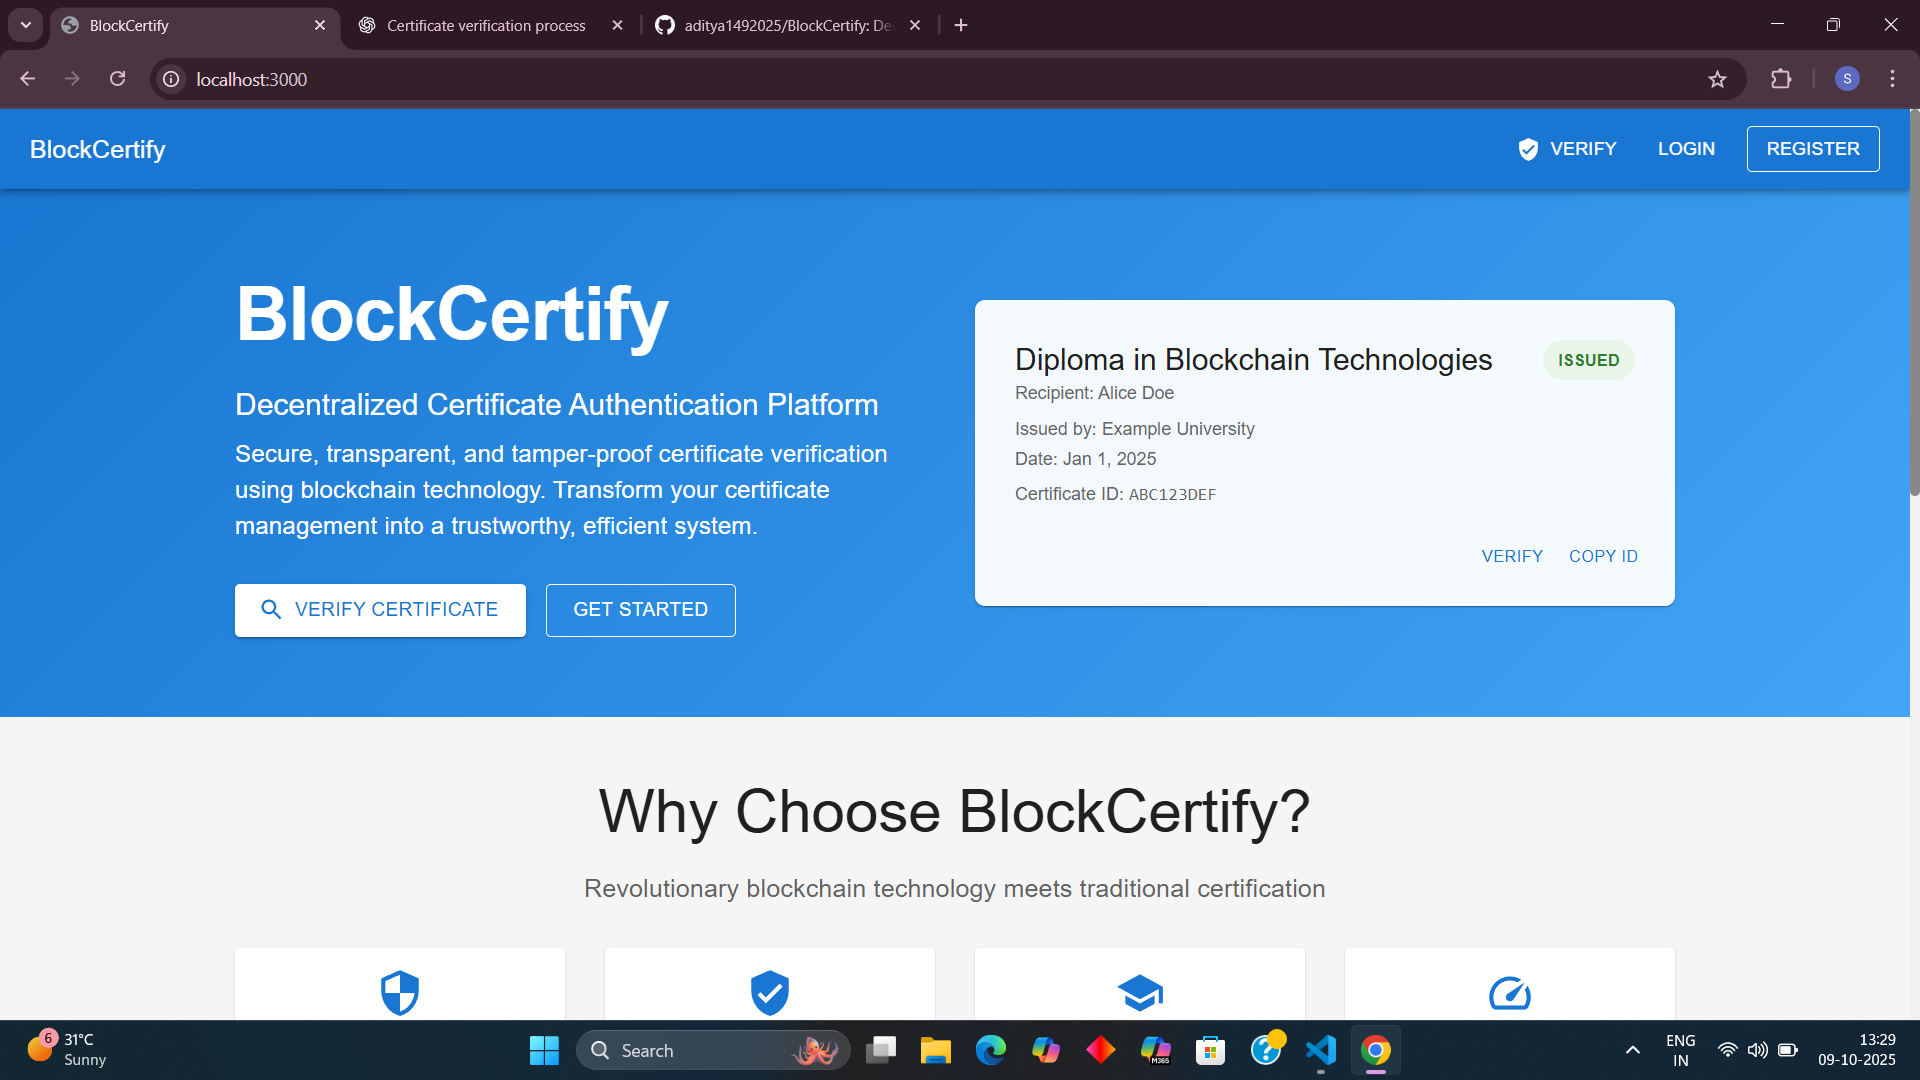 BlockCertify
Certificate verification process
aditya1492025/BlockCertify: De
localhost:3000
S
BlockCertify
VERIFY
LOGIN
REGISTER
BlockCertify
Decentralized Certificate Authentication Platform
Secure, transparent, and tamper-proof certificate verification
using blockchain technology. Transform your certificate
management into a trustworthy, efficient system.
VERIFY CERTIFICATE
GET STARTED
Diploma in Blockchain Technologies
ISSUED
Recipient: Alice Doe
Issued by: Example University
Date: Jan 1, 2025
Certificate ID: ABC123DEF
VERIFY
COPY ID
Why Choose BlockCertify?
Revolutionary blockchain technology meets traditional certification
6
31°C
Sunny
Search
M365
ENG
IN
13:29
09-10-2025